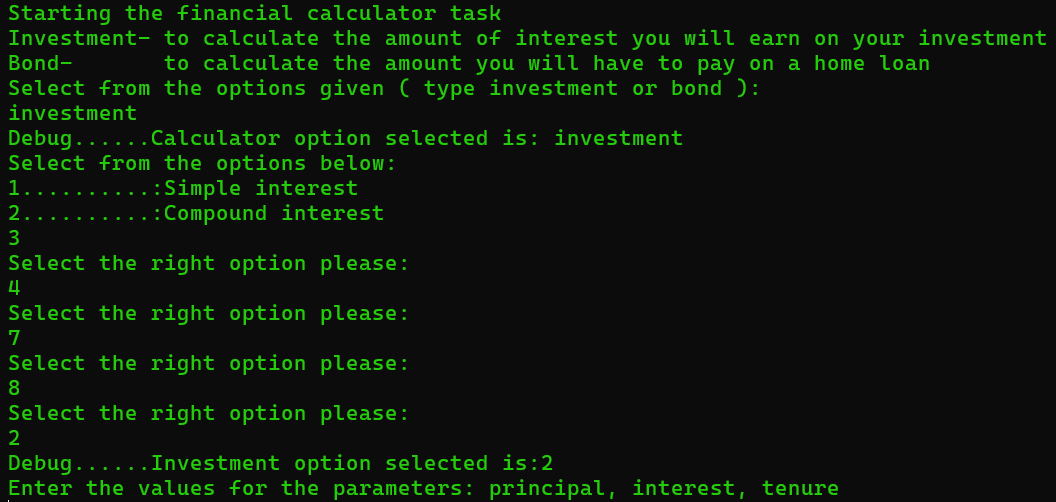 Starting the financial calculator task
Investment- to calculate the amount of interest you will earn on your investment
Bond-       to calculate the amount you will have to pay on a home loan
Select from the options given ( type investment or bond ):
investment
Debug......Calculator option selected is: investment
Select from the options below:
1..........:Simple interest
2..........:Compound interest
3
Select the right option please:
4
Select the right option please:
7
Select the right option please:
8
Select the right option please:
2
Debug......Investment option selected is:2
Enter the values for the parameters: principal, interest, tenure